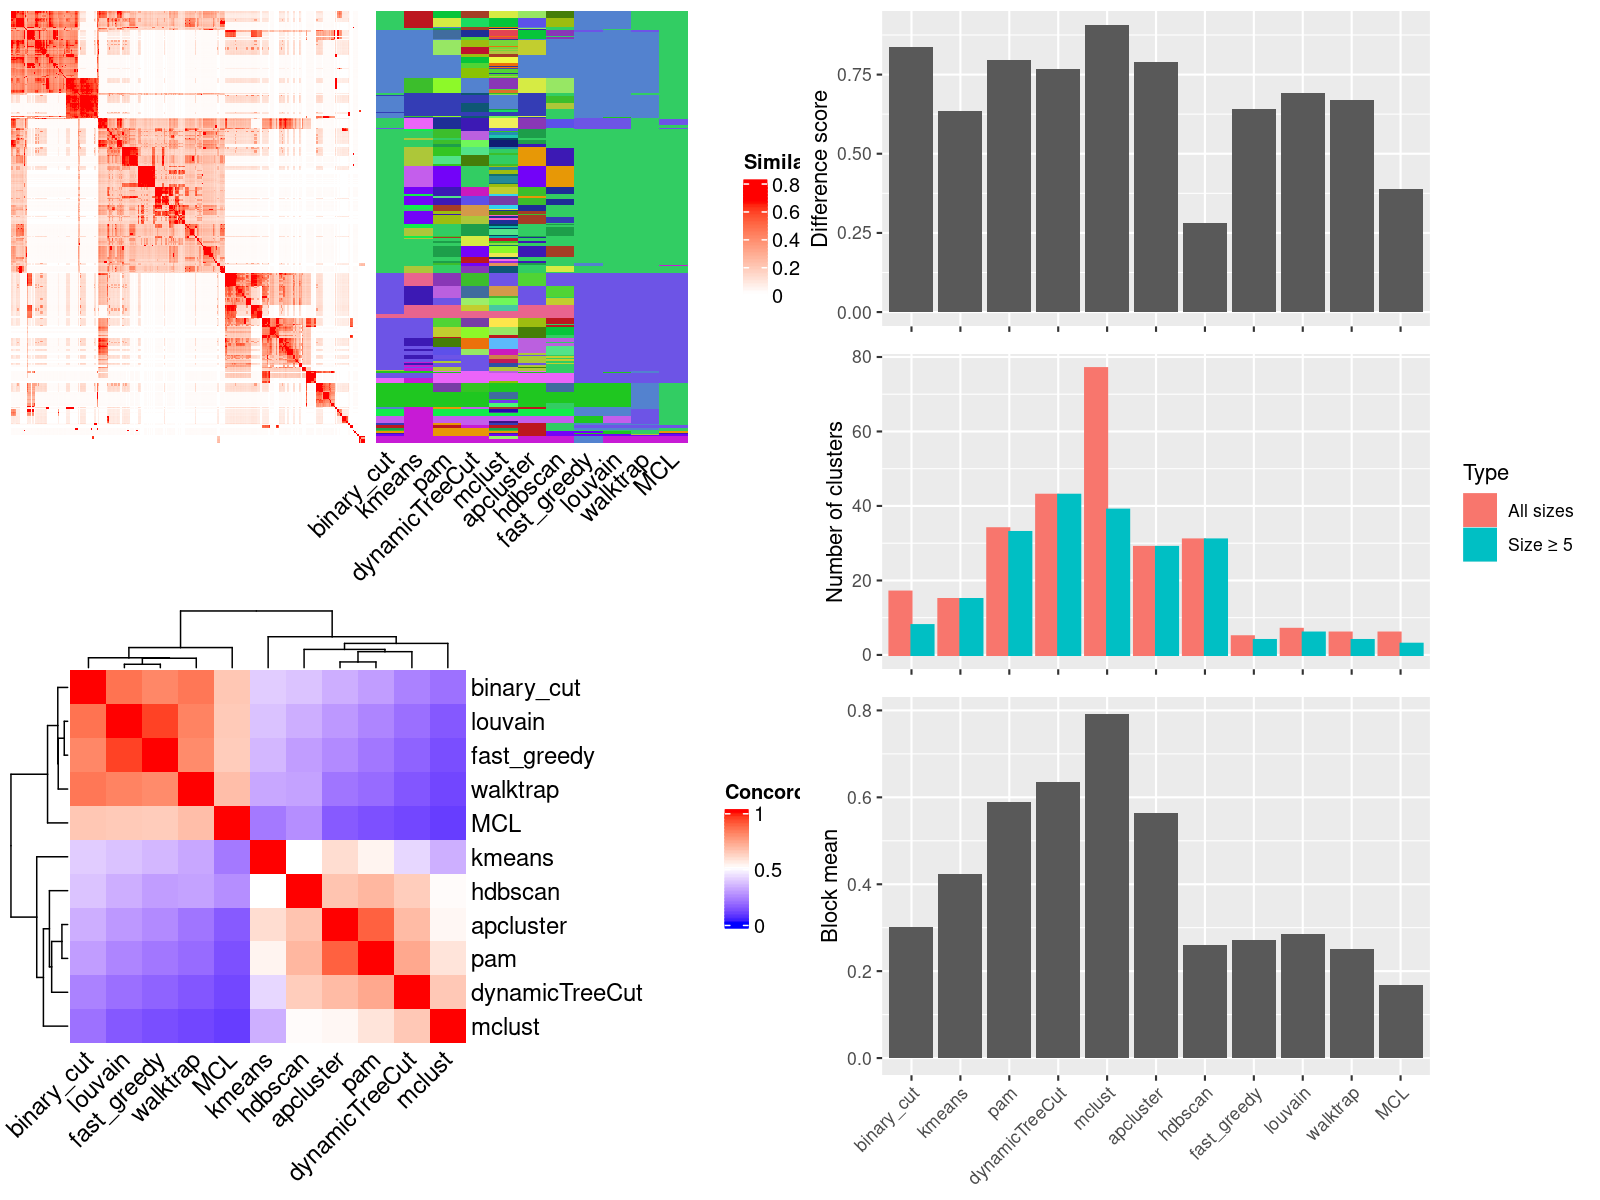 Simila
0.8
0.6
0.4
0.2
0
binary_cut
kmeans
pam
dynamicTreeCut
mclust
apcluster
hdbscan
fast_greedy
louvain
walktrap
MCL
Difference score
0.75
0.50
0.25
0.00
Number of clusters
80
60
40
20
0
Type
All sizes
Size ≥ 5
binary_cut
louvain
fast_greedy
walktrap
MCL
kmeans
hdbscan
apcluster
pam
dynamicTreeCut
mclust
binary_cut
louvain
fast_greedy
walktrap
MCL
kmeans
hdbscan
apcluster
pam
dynamicTreeCut
mclust
Concord
1
0.5
0
Block mean
0.8
0.6
0.4
0.2
0.0
binary_cut
kmeans
pam
dynamicTreeCut
mclust
apcluster
hdbscan
fast_greedy
louvain
walktrap
MCL